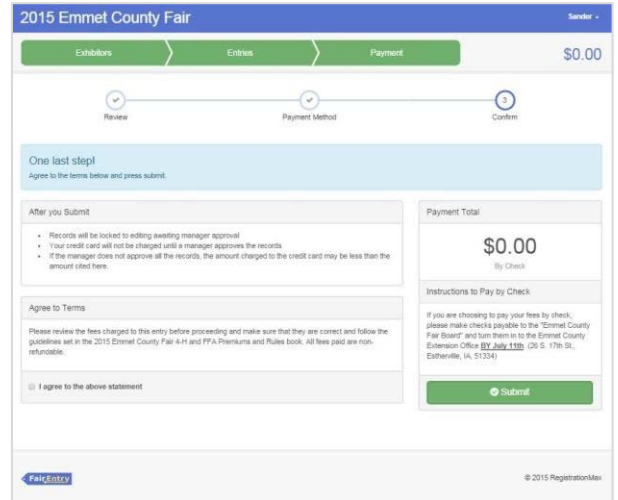 2015 Emmet County Fair
Sander
Exhibitors
Entries
Payment
$0.00
Review
Payment Method
3
Confirm
One last step!
Agree to the terms below and press submit.
After you Submit
Records will be locked to editing awaiting manager approval
Your credit card will not be charged until a manager approves the records
If the manager does not approve all the records, the amount charged to the credit card may be less than the
amount cited here.
Payment Total
$0.00
By Check
Instructions to Pay by Check
If you are choosing to pay your fees by check,
please make checks payable to the "Emmet County
Fair Board" and turn them in to the Emmet County
Extension Office BY July 11th. (26 S. 17th St.,
Estherville, IA, 51334)
Agree to Terms
Please review the fees charged to this entry before proceeding and make sure that they are correct and follow the
guidelines set in the 2015 Emmet County Fair 4-H and FFA Premiums and Rules book. All fees paid are non-
refundable.
I agree to the above statement
Submit
FairEntry
© 2015 RegistrationMax